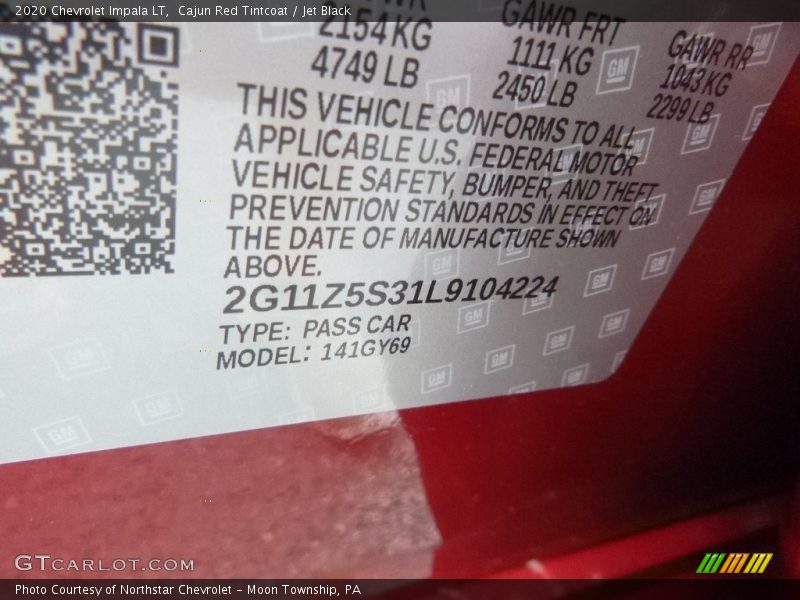 2020 Chevrolet Impala LT, Cajun Red Tintcoat / Jet Black
2154 KG
4749 LB
GAWR FRT
1111 KG
2450 LB
GAWR RR
1043 KG
2299 LB
THIS VEHICLE CONFORMS TO ALL
APPLICABLE U.S. FEDERAL MOTOR
VEHICLE SAFETY, BUMPER, AND THEFT
PREVENTION STANDARDS IN EFFECT ON
THE DATE OF MANUFACTURE SHOWN
ABOVE.
2G11Z5S31L9104224
TYPE: PASS CAR
MODEL: 141GY69
GTCARLOT.COM
Photo Courtesy of Northstar Chevrolet - Moon Township, PA